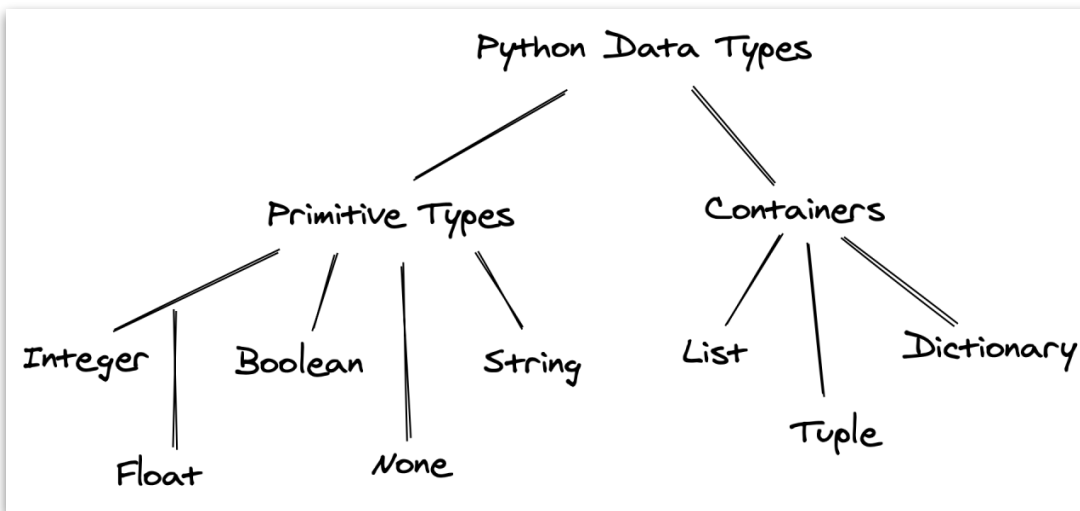 Python Data Types
Primitive Types
Containers
Integer
Boolean
String
List
Dictionary
Tuple
Float
None